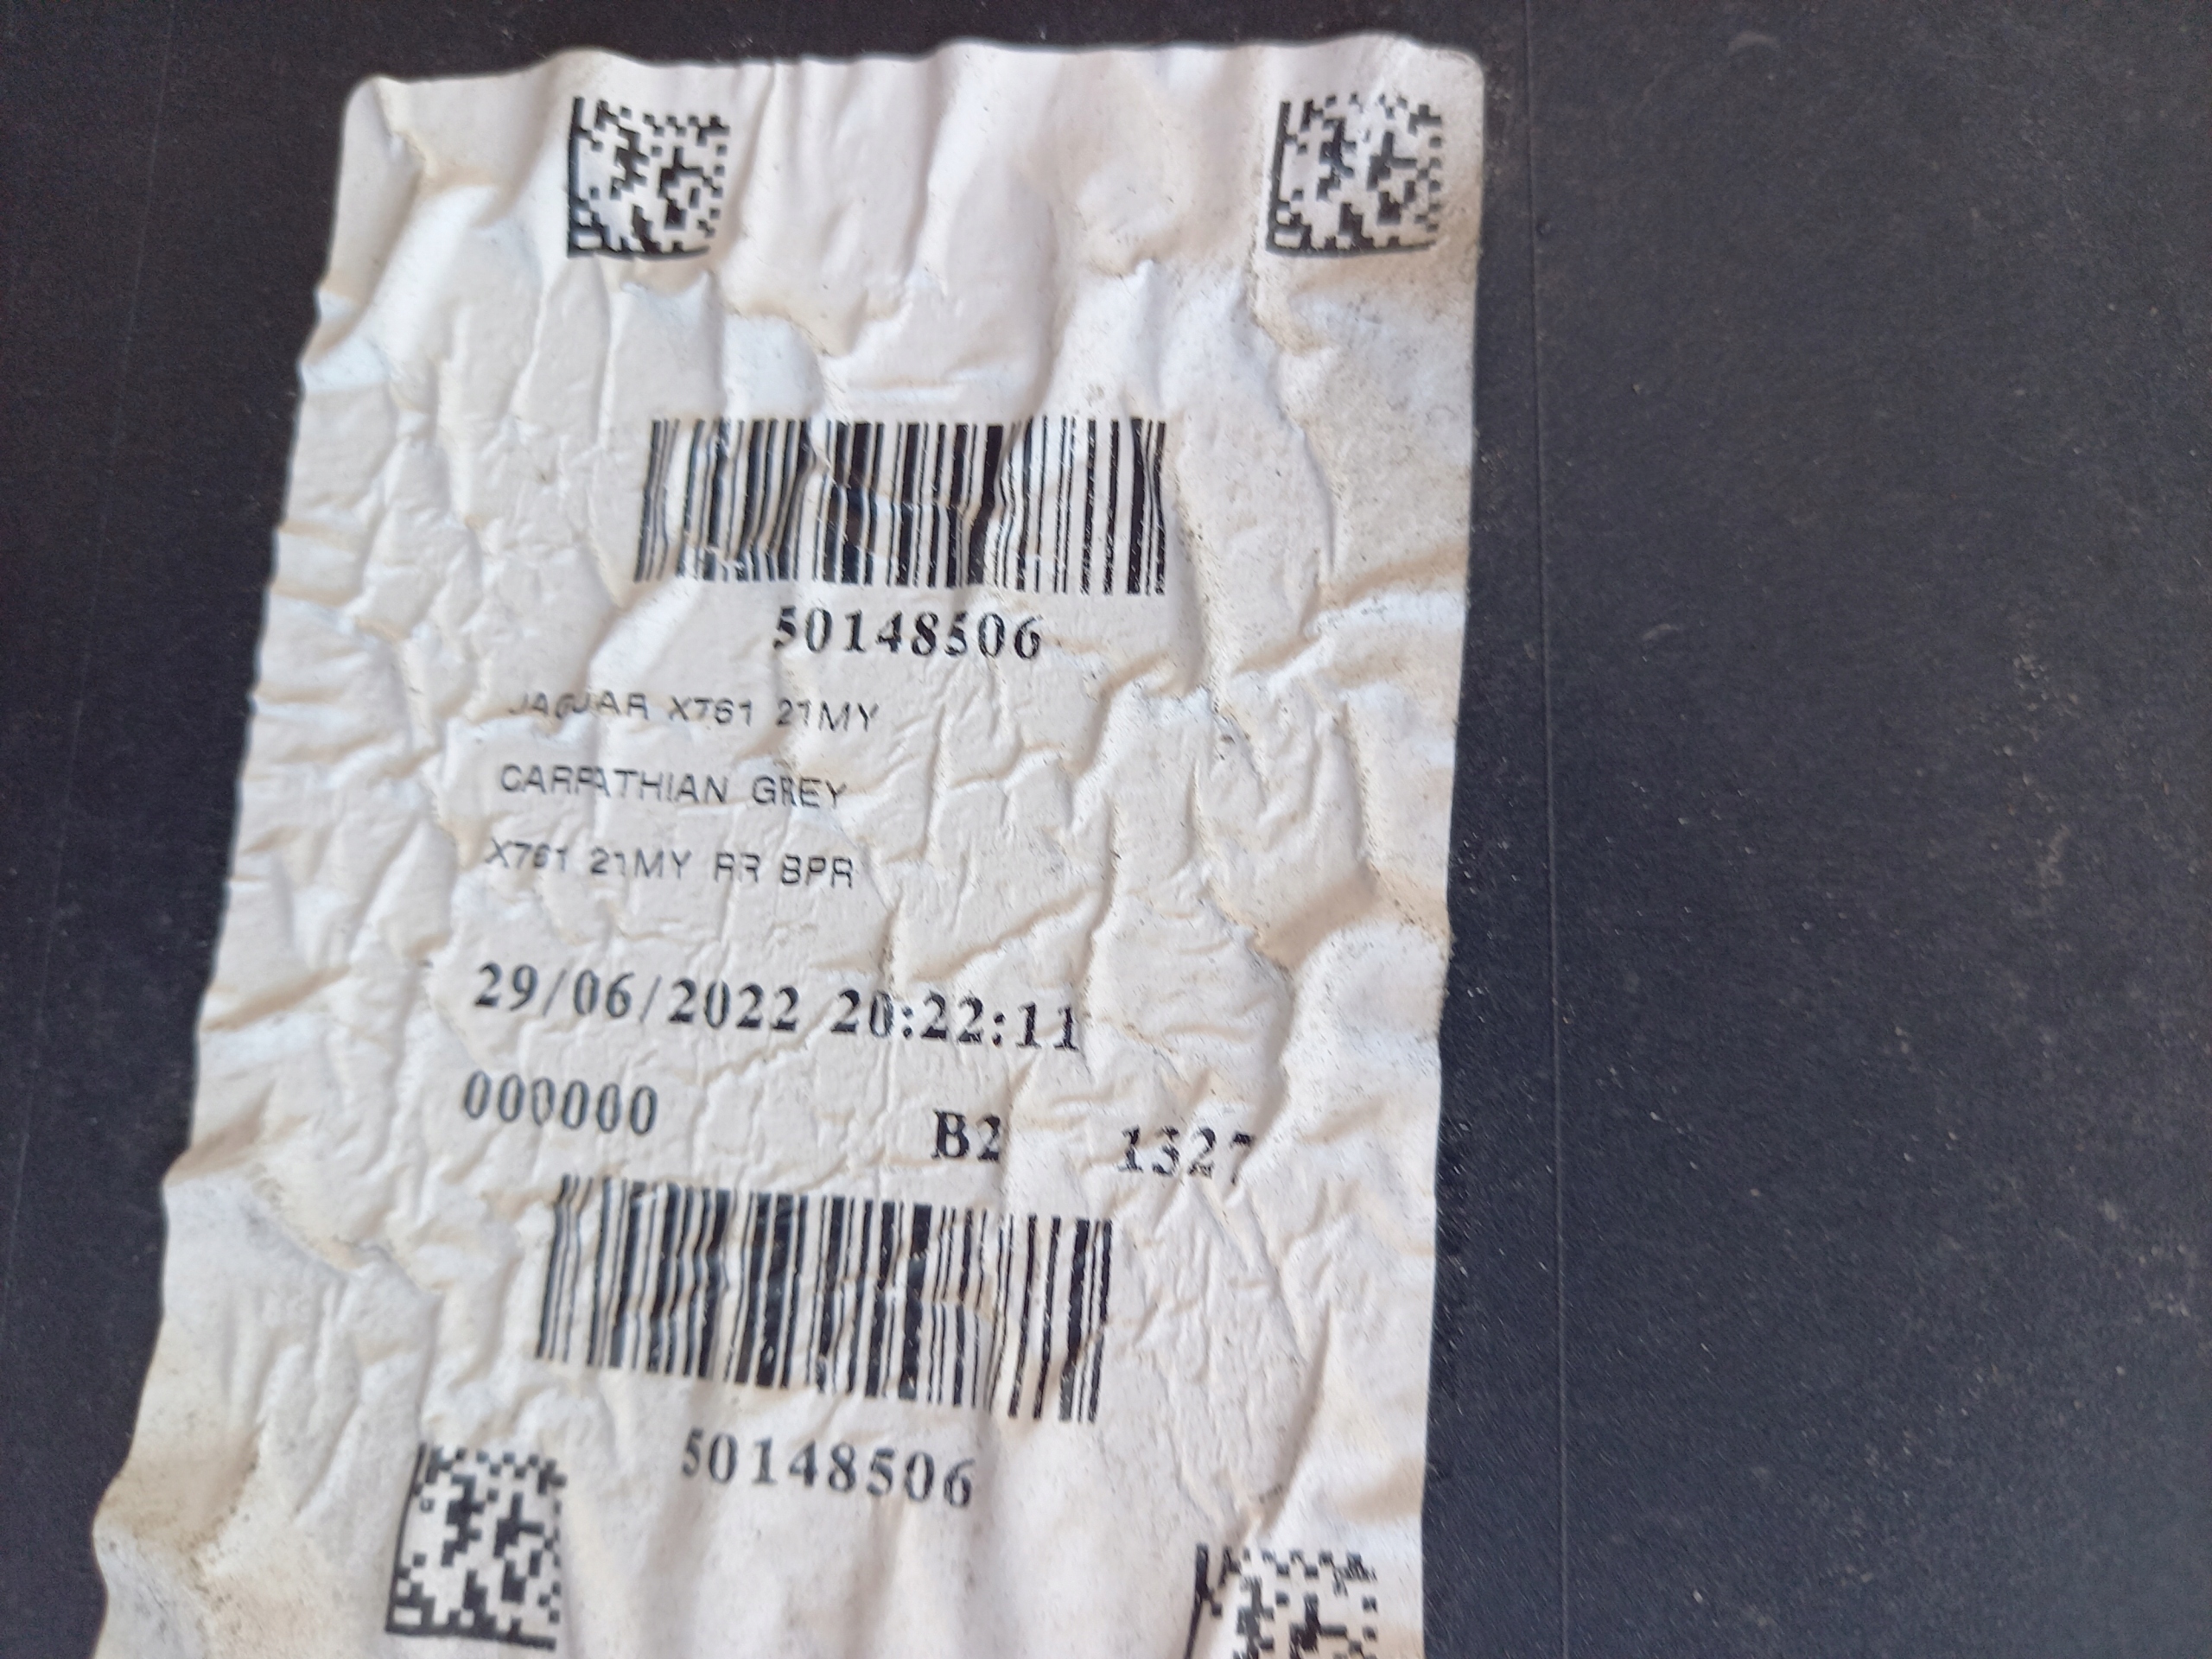 50148506
JAGUAR X761 21MY
CARPATHIAN GREY
X761 21MY RR BPR
29/06/2022 20:22:11
000000 B2 1327
50148506